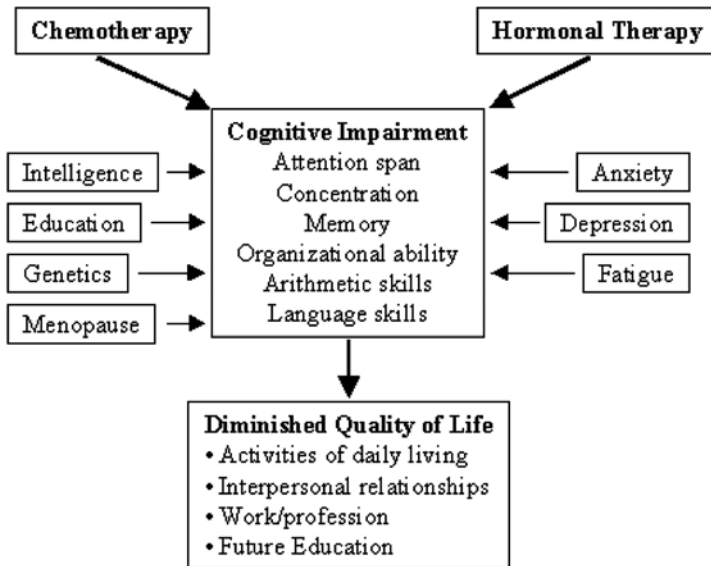 Chemotherapy
Hormonal Therapy
Cognitive Impairment
Attention span
Concentration
Memory
Organizational ability
Arithmetic skills
Language skills
Intelligence
Education
Genetics
Menopause
Anxiety
Depression
Fatigue
Diminished Quality of Life
• Activities of daily living
• Interpersonal relationships
• Work/profession
• Future Education